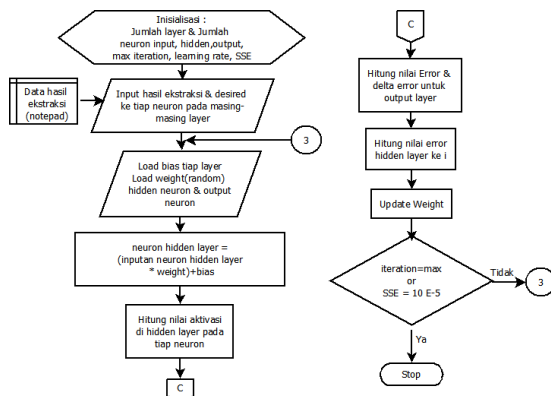 Inisialisasi :
Jumlah layer & Jumlah
neuron input, hidden,output,
max iteration, learning rate, SSE
Data hasil
ekstraksi
(notepad)
Input hasil ekstraksi & desired
ke tiap neuron pada masing-
masing layer
3
Load bias tiap layer
Load weight(random)
hidden neuron & output
neuron
neuron hidden layer =
(inputan neuron hidden layer
* weight)+bias
Hitung nilai aktivasi
di hidden layer pada
tiap neuron
C
C
Hitung nilai Error &
delta error untuk
output layer
Hitung nilai error
hidden layer ke i
Update Weight
iteration=max
or
SSE = 10 E-5
Tidak
3
Ya
Stop